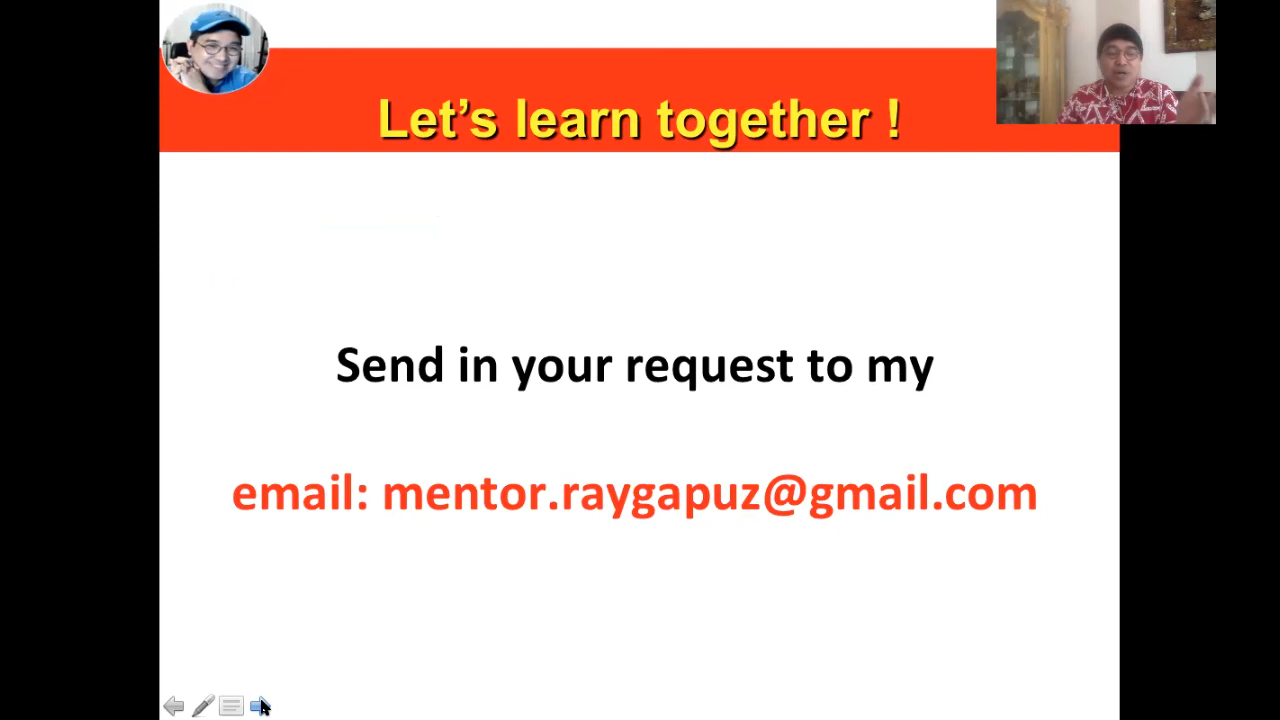 Let’s learn together !
Send in your request to my
email: mentor.raygapuz@gmail.com